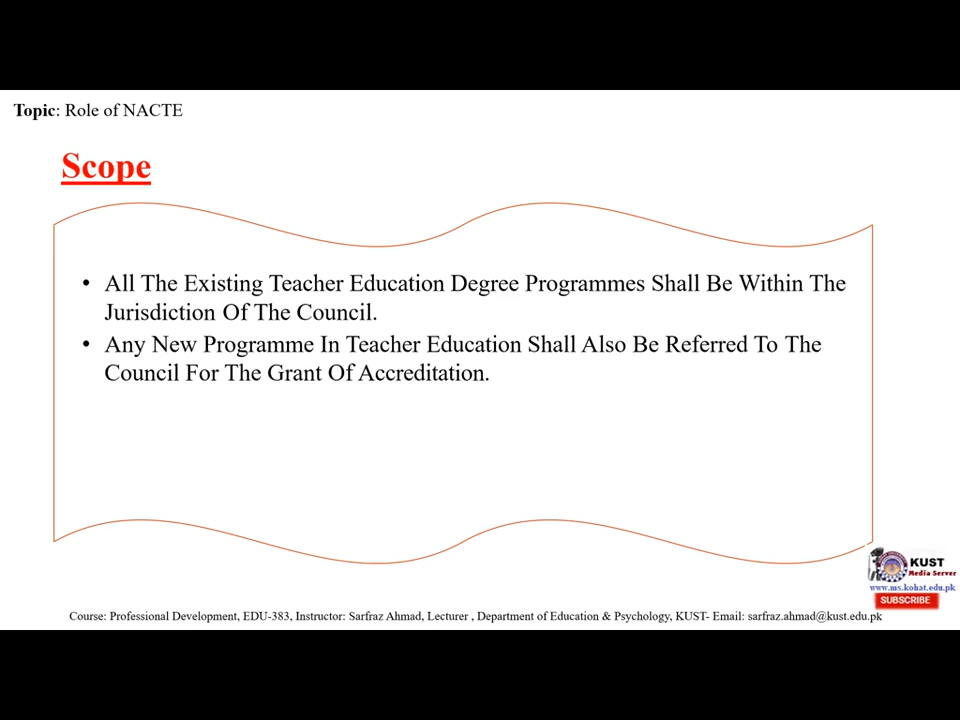 Topic: Role of NACTE
Scope
• All The Existing Teacher Education Degree Programmes Shall Be Within The
Jurisdiction Of The Council.
• Any New Programme In Teacher Education Shall Also Be Referred To The
Council For The Grant Of Accreditation.
KUST
Media Server
www.ms.kohat.edu.pk
SUBSCRIBE
Course: Professional Development, EDU-383, Instructor: Sarfraz Ahmad, Lecturer , Department of Education & Psychology, KUST- Email: sarfraz.ahmad@kust.edu.pk